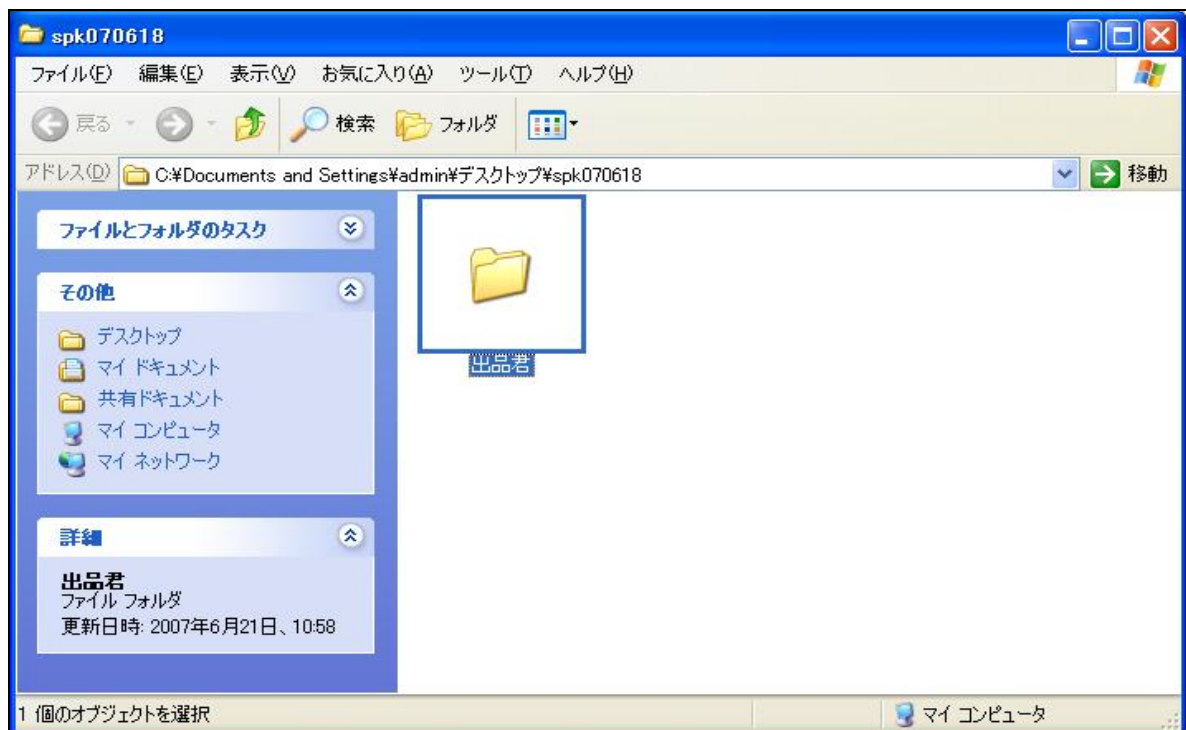 spk070618
ファイル(F) 編集(E) 表示(V) お気に入り(A) ツール(T) ヘルプ(H)
戻る 検索 フォルダ
アドレス(D) C:¥Documents and Settings¥admin¥デスクトップ¥spk070618 移動
ファイルとフォルダのタスク
その他
デスクトップ
マイ ドキュメント
共有ドキュメント
マイ コンピュータ
マイ ネットワーク
詳細
出品君
ファイル フォルダ
更新日時: 2007年6月21日、10:58
出品君
1 個のオブジェクトを選択 マイ コンピュータ